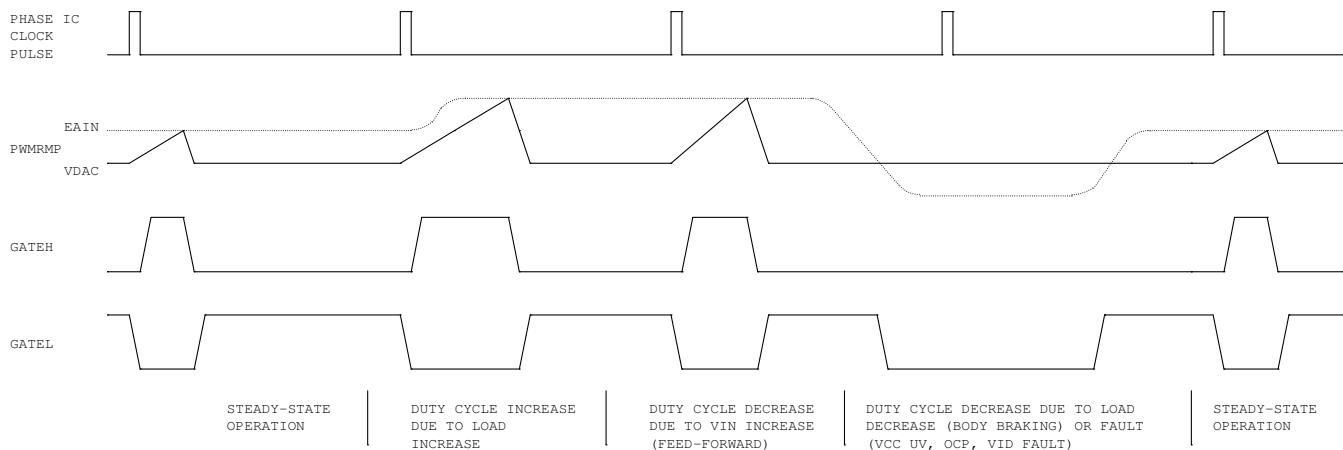 PHASE IC
CLOCK
PULSE
EAIN
PWMRMP
VDAC
GATEH
GATEL
STEADY-STATE
OPERATION
DUTY CYCLE INCREASE
DUE TO LOAD
INCREASE
DUTY CYCLE DECREASE
DUE TO VIN INCREASE
(FEED-FORWARD)
DUTY CYCLE DECREASE DUE TO LOAD
DECREASE (BODY BRAKING) OR FAULT
(VCC UV, OCP, VID FAULT)
STEADY-STATE
OPERATION